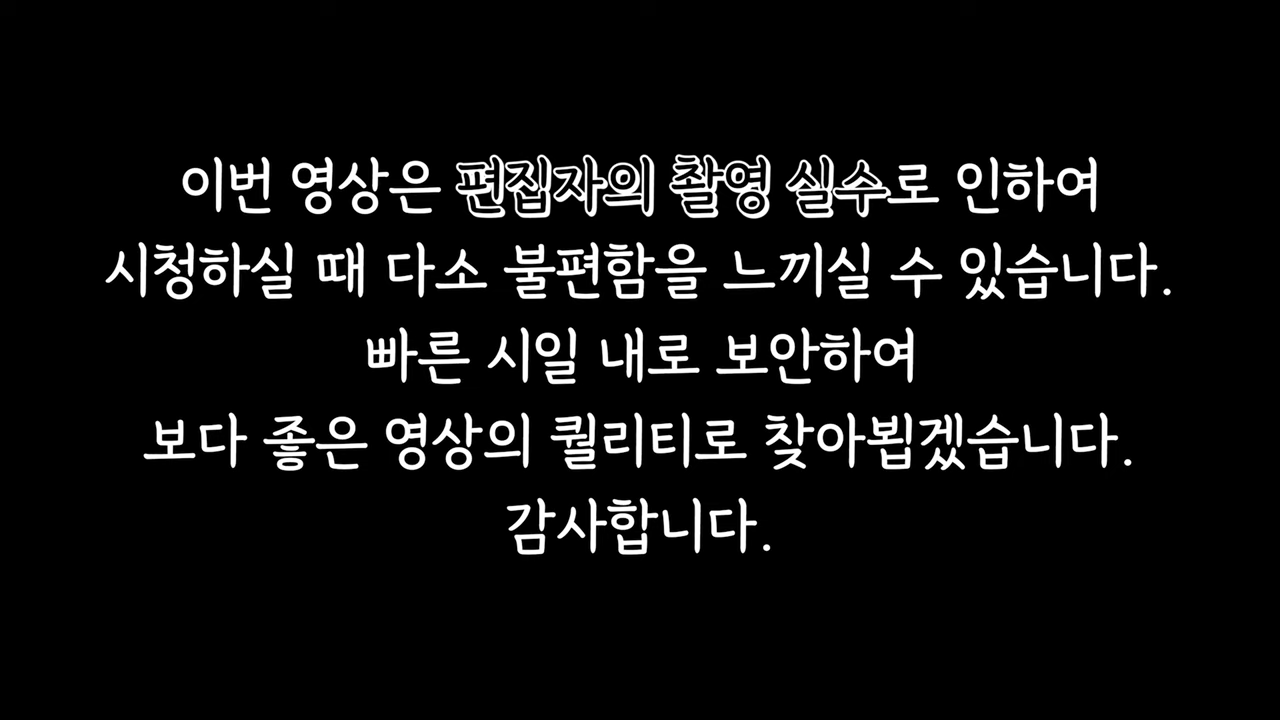 이번 영상은 편집자의 촬영 실수로 인하여
시청하실 때 다소 불편함을 느끼실 수 있습니다.
빠른 시일 내로 보안하여
보다 좋은 영상의 퀄리티로 찾아뵙겠습니다.
감사합니다.